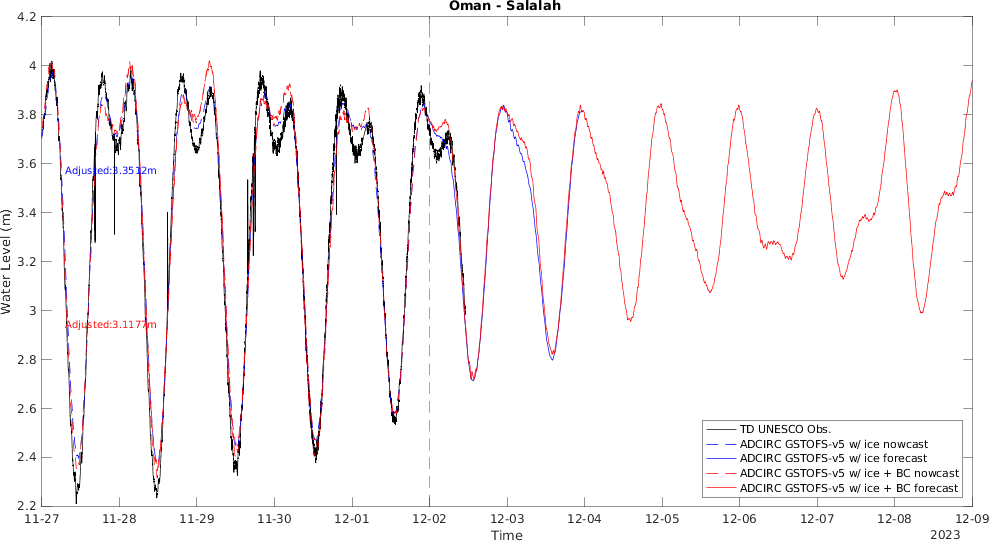 Oman - Salalah
Water Level (m)
4.2
4
3.8
3.6
3.4
3.2
3
2.8
2.6
2.4
2.2
Adjusted:3.3512m
Adjusted:3.1177m
TD UNESCO Obs.
ADCIRC GSTOFS-v5 w/ ice nowcast
ADCIRC GSTOFS-v5 w/ ice forecast
ADCIRC GSTOFS-v5 w/ ice + BC nowcast
ADCIRC GSTOFS-v5 w/ ice + BC forecast
11-27 11-28 11-29 11-30 12-01 12-02 12-03 12-04 12-05 12-06 12-07 12-08 12-09
Time
2023